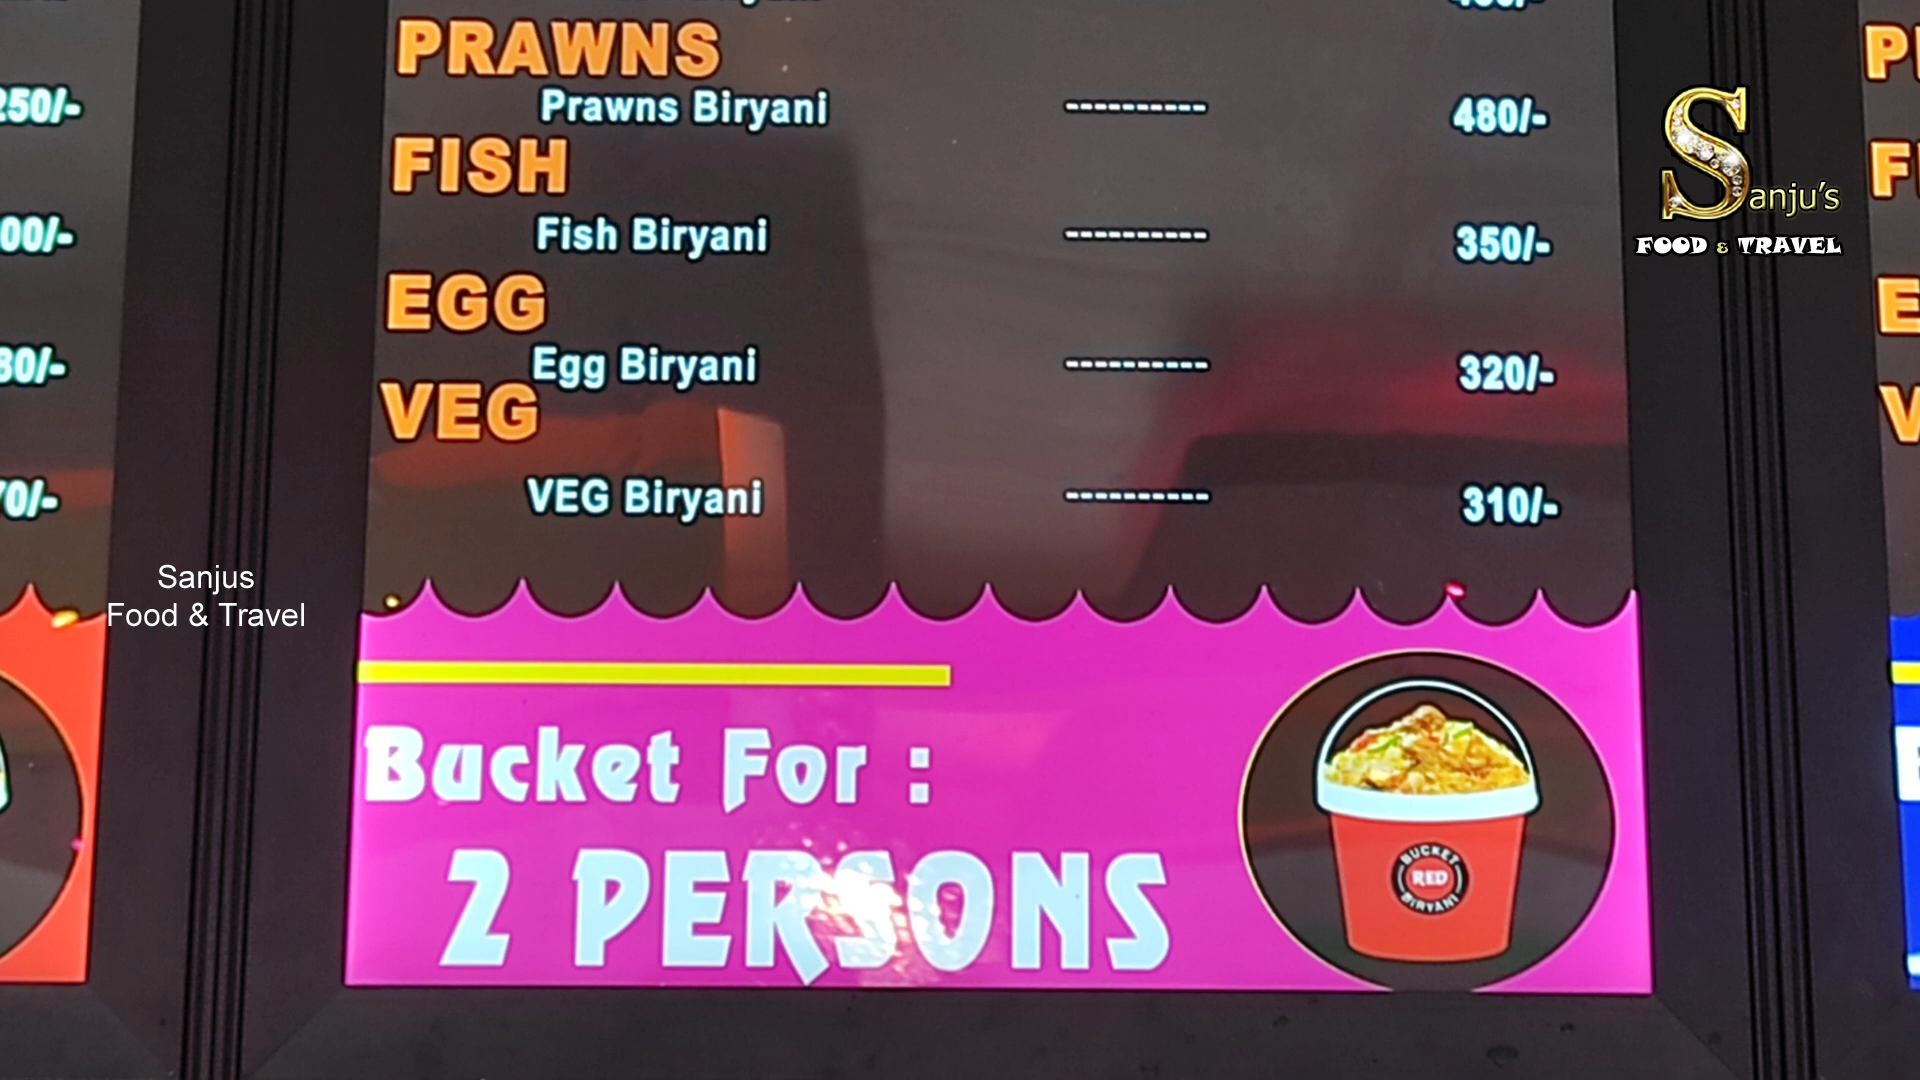 PRAWNS
Prawns Biryani ---------- 480/-
FISH
Fish Biryani ---------- 350/-
EGG
Egg Biryani ---------- 320/-
VEG
VEG Biryani ---------- 310/-
Bucket For :
2 PERSONS
BUCKET
RED
BIRYANI
Sanju's
FOOD & TRAVEL
Sanjus
Food & Travel